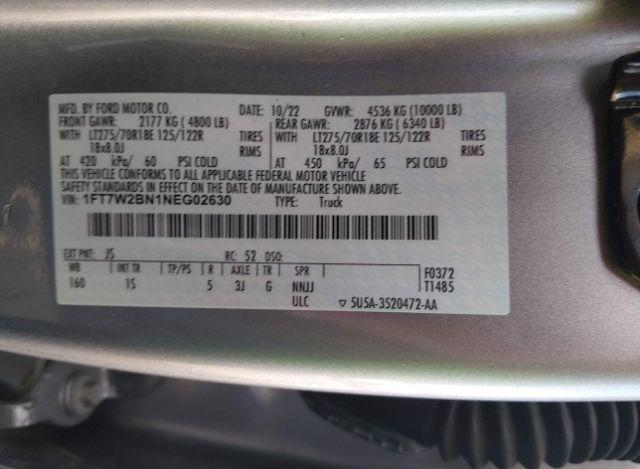 MFD. BY FORD MOTOR CO. DATE: 10/22 GVWR: 4536 KG (10000 LB)
FRONT GAWR: 2177 KG ( 4800 LB) REAR GAWR: 2876 KG ( 6340 LB)
WITH LT275/70R18E 125/122R TIRES WITH LT275/70R18E 125/122R TIRES
18x8.0J RIMS 18x8.0J RIMS
AT 420 kPa/ 60 PSI COLD AT 450 kPa/ 65 PSI COLD
THIS VEHICLE CONFORMS TO ALL APPLICABLE FEDERAL MOTOR VEHICLE
SAFETY STANDARDS IN EFFECT ON THE DATE OF MANUFACTURE SHOWN ABOVE.
VIN: 1FT7W2BN1NEG02630 TYPE: Truck
EXT PNT: JS RC: 52 DSO:
WB INT TR TP/PS R AXLE TR SPR F0372
160 1S 5 3J G NNJJ T1485
ULC ▽ 5U5A-3520472-AA